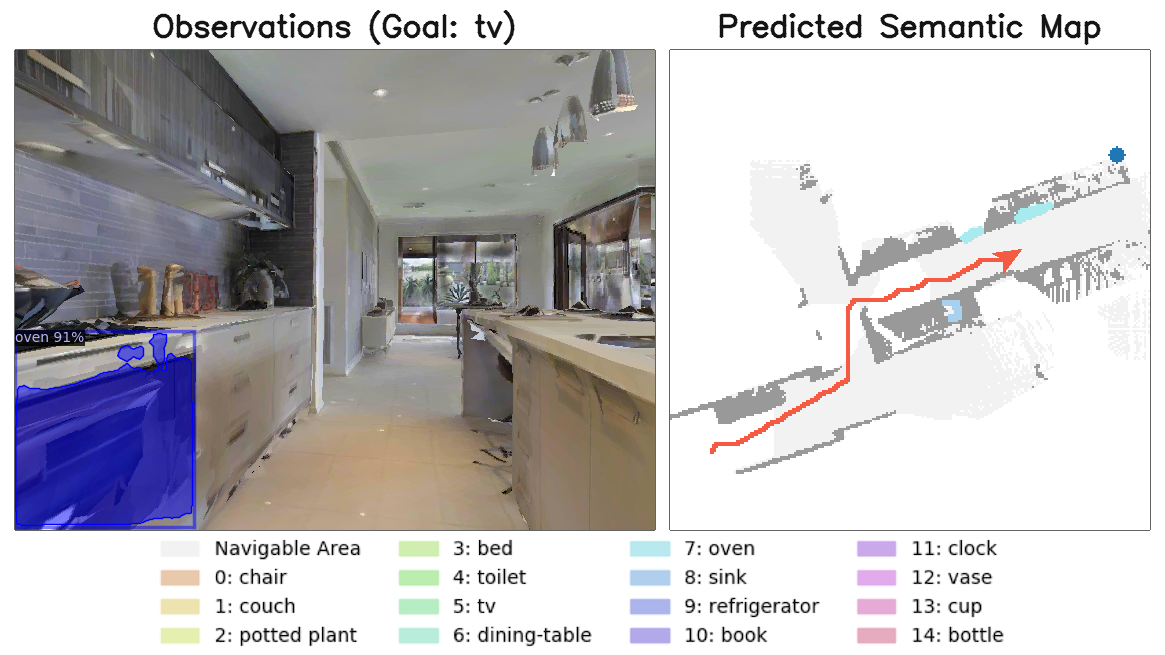 Observations (Goal: tv)
Predicted Semantic Map
oven 91%
Navigable Area
3: bed
7: oven
11: clock
0: chair
4: toilet
8: sink
12: vase
1: couch
5: tv
9: refrigerator
13: cup
2: potted plant
6: dining-table
10: book
14: bottle